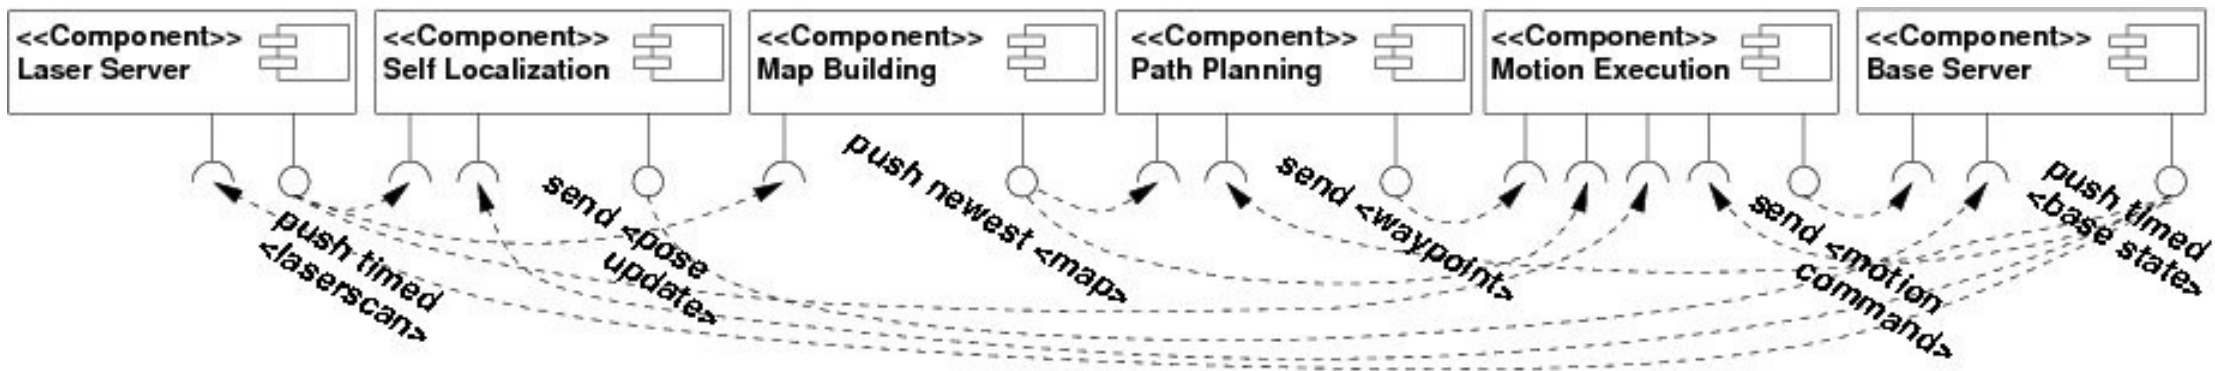 <<Component>>
Laser Server
<<Component>>
Self Localization
<<Component>>
Map Building
<<Component>>
Path Planning
<<Component>>
Motion Execution
<<Component>>
Base Server
push timed
<laserscan>
send <pose
update>
push newest <map>
send <waypoint>
send <motion
command>
push timed
<base state>